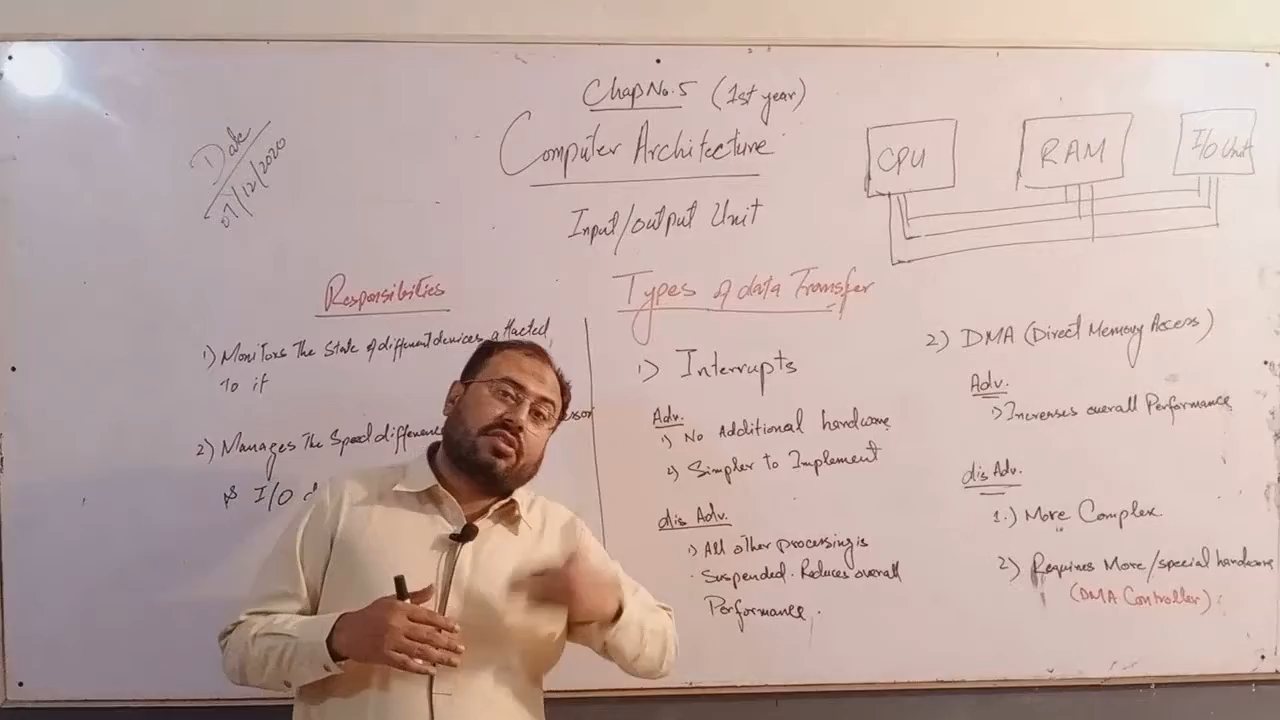 Date
07/12/2020
Chap No. 5 (1st year)
Computer Architecture
Input/output Unit
CPU
RAM
I/O Unit
Responsibilities
1) Monitors The State of different devices attacted
To it
2) Manages The Speed difference
I/O
Types of data Transfer
1) Interrupts
Adv.
1) No Additional hardware
2) Simpler to Implement
dis Adv.
1) All other processing is
Suspended. Reduces overall
Performance.
2) DMA (Direct Memory Access)
Adv.
1) Increases overall Performance
dis Adv.
1.) More Complex.
2) Requires More/special hardware
(DMA Controller)